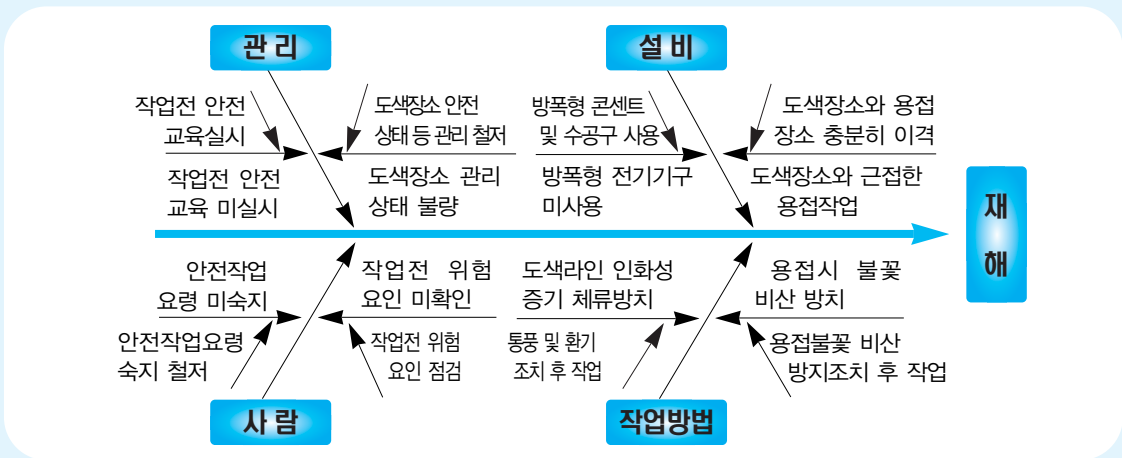 관 리
작업전 안전
교육실시
도색장소 안전
상태 등 관리 철저
작업전 안전
교육 미실시
도색장소 관리
상태 불량
설 비
방폭형 콘센트
및 수공구 사용
도색장소와 용접
장소 충분히 이격
방폭형 전기기구
미사용
도색장소와 근접한
용접작업
재
해
안전작업
요령 미숙지
작업전 위험
요인 미확인
안전작업요령
숙지 철저
작업전 위험
요인 점검
사 람
도색라인 인화성
증기 체류방치
용접시 불꽃
비산 방치
통풍 및 환기
조치 후 작업
용접불꽃 비산
방지조치 후 작업
작업방법